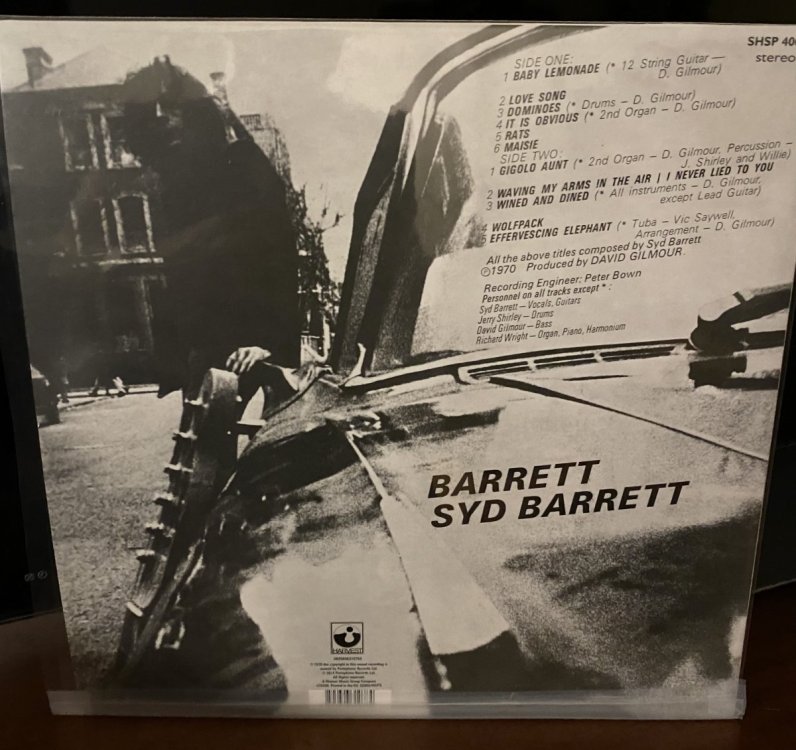 SHSP 400
stereo
SIDE ONE:
1 BABY LEMONADE (* 12 String Guitar –
D. Gilmour)
2 LOVE SONG
3 DOMINOES (* Drums – D. Gilmour)
4 IT IS OBVIOUS (* 2nd Organ – D. Gilmour)
5 RATS
6 MAISIE
SIDE TWO:
1 GIGOLO AUNT (* 2nd Organ – D. Gilmour, Percussion –
J. Shirley and Willie)
2 WAVING MY ARMS IN THE AIR | I NEVER LIED TO YOU
3 WINED AND DINED (* All instruments – D. Gilmour,
except Lead Guitar)
4 WOLFPACK
5 EFFERVESCING ELEPHANT (* Tuba – Vic Saywell,
Arrangement – D. Gilmour)
All the above titles composed by Syd Barrett
℗1970 Produced by DAVID GILMOUR.
Recording Engineer: Peter Bown
Personnel on all tracks except *:
Syd Barrett – Vocals, Guitars
Jerry Shirley – Drums
David Gilmour – Bass
Richard Wright – Organ, Piano, Harmonium
BARRETT
SYD BARRETT
HARVEST